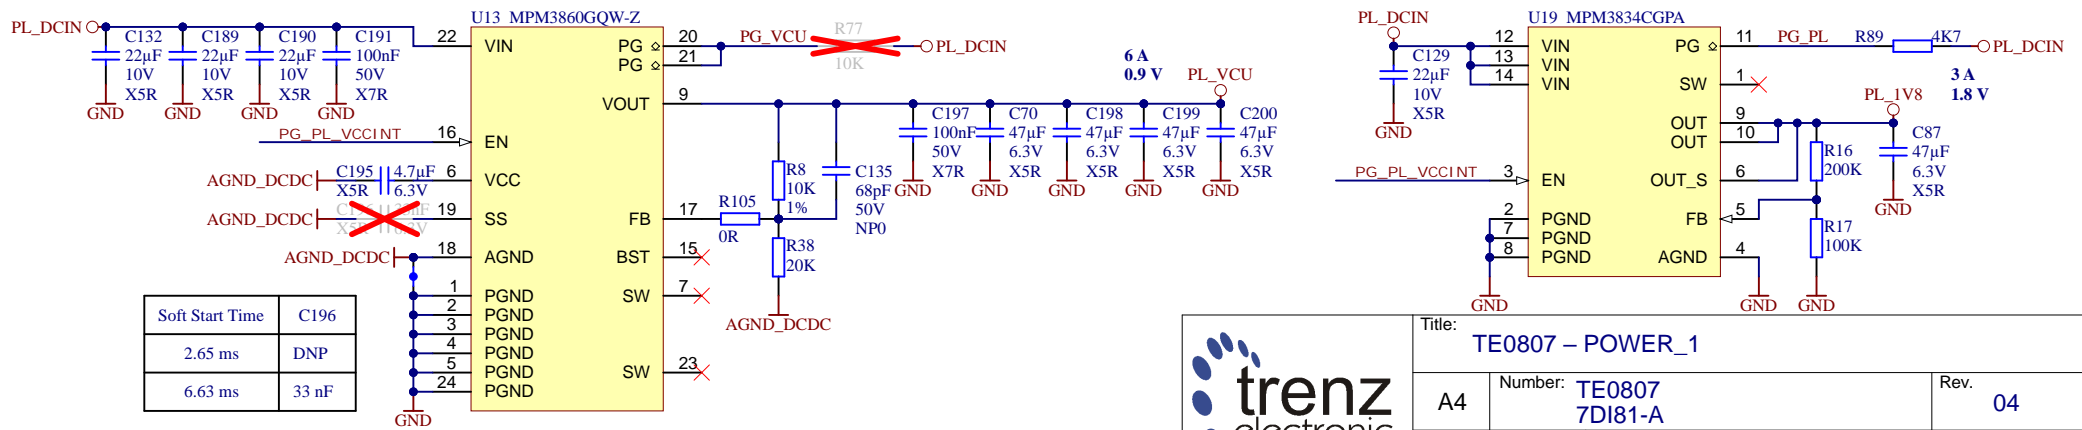 U13 MPM3860GQW-Z
PL_DCIN
C132
22µF
10V
X5R
GND
C189
22µF
10V
X5R
GND
C190
22µF
10V
X5R
GND
C191
100nF
50V
X7R
GND
22 VIN
PG 20
PG 21
PG_VCU
R77
10K
PL_DCIN
VOUT 9
PG_PL_VCCINT 16 EN
AGND_DCDC C195 4.7µF 6 VCC
X5R 6.3V
AGND_DCDC 19 SS
X5R
AGND_DCDC 18 AGND
1 PGND
2 PGND
3 PGND
4 PGND
5 PGND
24 PGND
GND
FB 17
BST 15
SW 7
SW 23
R105
0R
R8
10K
1%
C135
68pF
50V
NP0
R38
20K
AGND_DCDC
6 A
0.9 V
PL_VCU
C197
100nF
50V
X7R
GND
C70
47µF
6.3V
X5R
GND
C198
47µF
6.3V
X5R
GND
C199
47µF
6.3V
X5R
GND
C200
47µF
6.3V
X5R
GND
Soft Start Time C196
2.65 ms DNP
6.63 ms 33 nF
U19 MPM3834CGPA
PL_DCIN
C129
22µF
10V
X5R
GND
12 VIN
13 VIN
14 VIN
PG_PL_VCCINT 3 EN
2 PGND
7 PGND
8 PGND
GND
PG 11 PG_PL R89 4K7 PL_DCIN
SW 1
OUT 9
OUT 10
OUT_S 6
FB 5
AGND 4
GND
3 A
1.8 V
PL_1V8
R16
200K
R17
100K
GND
C87
47µF
6.3V
X5R
GND
trenz
electronic
Title:
TE0807 – POWER_1
A4
Number: TE0807
7DI81-A
Rev.
04